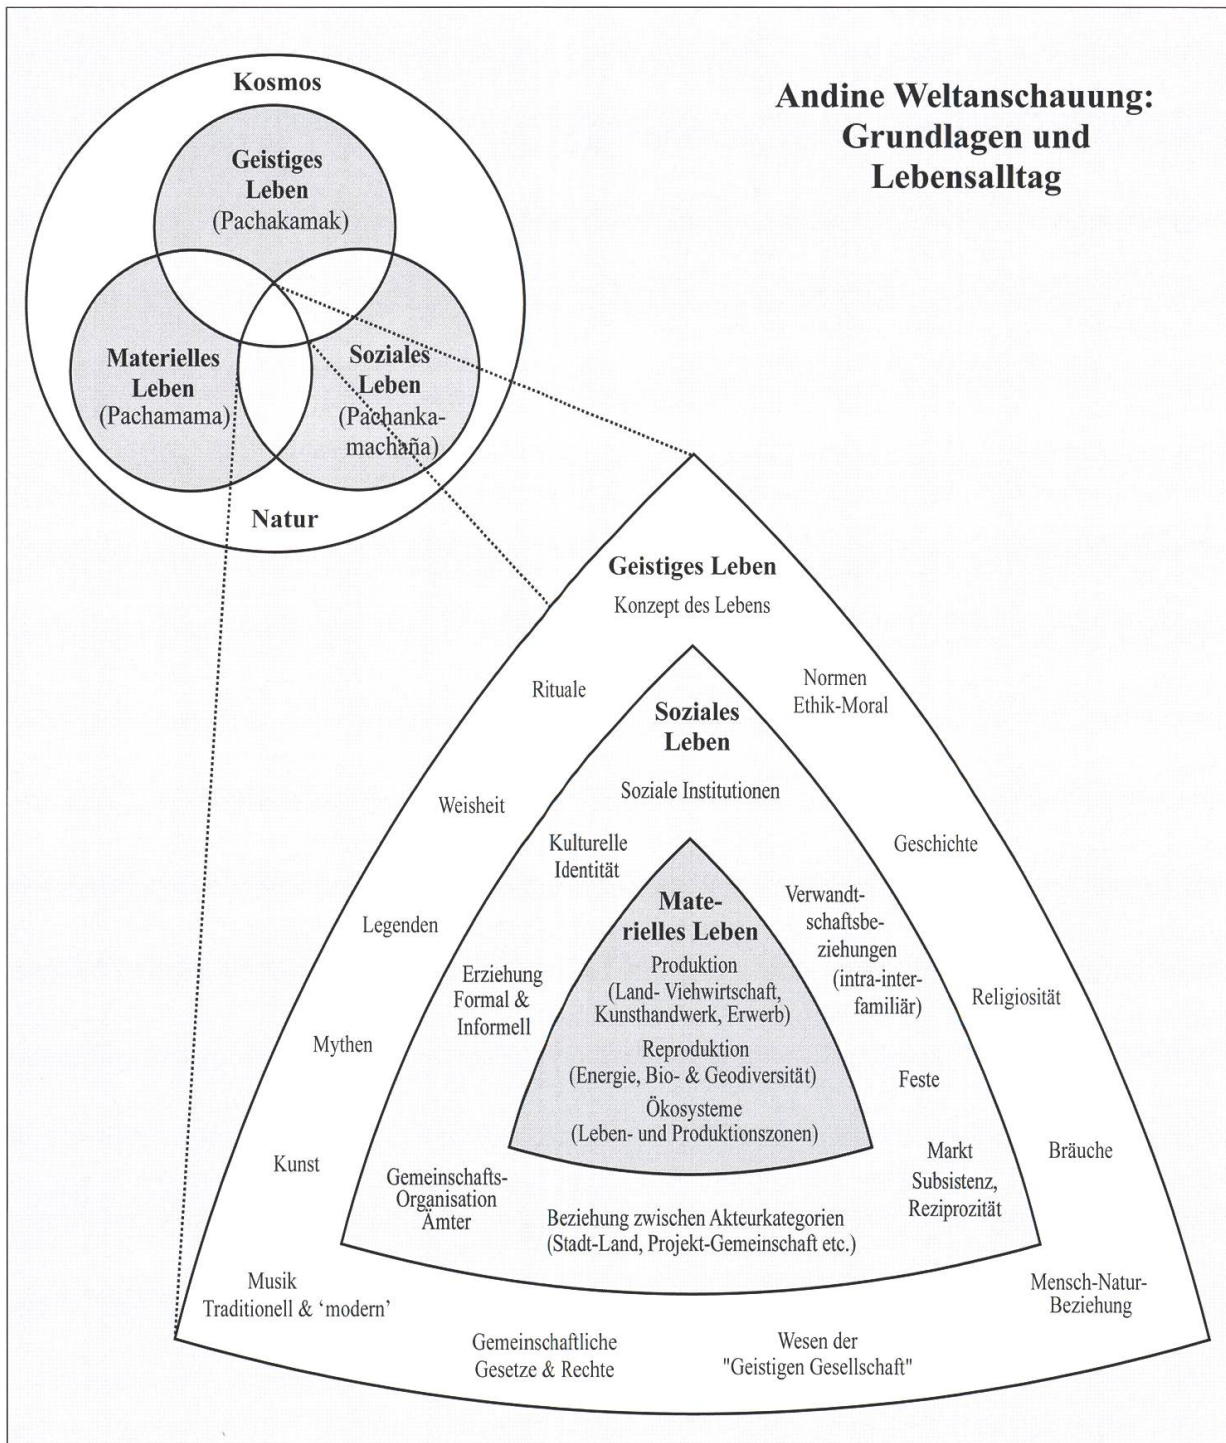 Andine Weltanschauung:
Grundlagen und
Lebensalltag
Kosmos
Geistiges
Leben
(Pachakamak)
Materielles
Leben
(Pachamama)
Soziales
Leben
(Pachanka-
machaña)
Natur
Geistiges Leben
Konzept des Lebens
Rituale
Normen
Ethik-Moral
Weisheit
Geschichte
Legenden
Religiosität
Mythen
Kunst
Bräuche
Musik
Traditionell & ‘modern’
Mensch-Natur-
Beziehung
Gemeinschaftliche
Gesetze & Rechte
Wesen der
"Geistigen Gesellschaft"
Soziales
Leben
Soziale Institutionen
Kulturelle
Identität
Verwandt-
schaftsbe-
ziehungen
(intra-inter-
familiär)
Erziehung
Formal &
Informell
Feste
Gemeinschafts-
Organisation
Ämter
Markt
Subsistenz,
Reziprozität
Beziehung zwischen Akteurkategorien
(Stadt-Land, Projekt-Gemeinschaft etc.)
Mate-
rielles Leben
Produktion
(Land- Viehwirtschaft,
Kunsthandwerk, Erwerb)
Reproduktion
(Energie, Bio- & Geodiversität)
Ökosysteme
(Leben- und Produktionszonen)